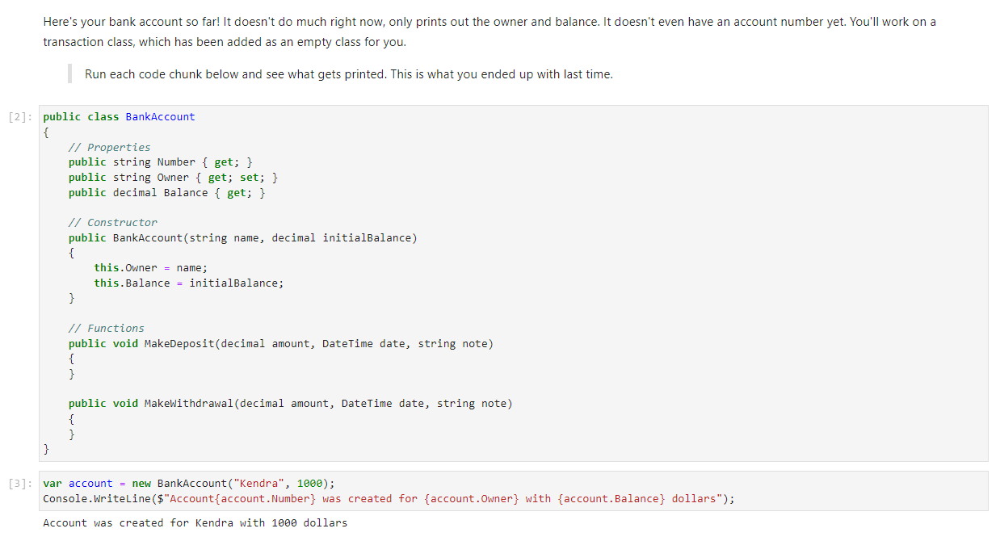 Here's your bank account so far! It doesn't do much right now, only prints out the owner and balance. It doesn't even have an account number yet. You'll work on a
transaction class, which has been added as an empty class for you.
Run each code chunk below and see what gets printed. This is what you ended up with last time.
[2]:
public class BankAccount
{
    // Properties
    public string Number { get; }
    public string Owner { get; set; }
    public decimal Balance { get; }

    // Constructor
    public BankAccount(string name, decimal initialBalance)
    {
        this.Owner = name;
        this.Balance = initialBalance;
    }

    // Functions
    public void MakeDeposit(decimal amount, DateTime date, string note)
    {
    }

    public void MakeWithdrawal(decimal amount, DateTime date, string note)
    {
    }
}
[3]:
var account = new BankAccount("Kendra", 1000);
Console.WriteLine($"Account{account.Number} was created for {account.Owner} with {account.Balance} dollars");
Account was created for Kendra with 1000 dollars